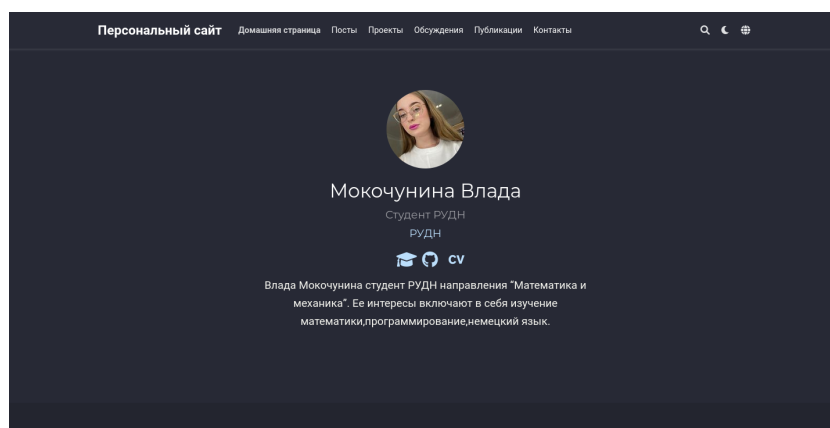 Персональный сайт Домашняя страница Посты Проекты Обсуждения Публикации Контакты
Мокочунина Влада
Студент РУДН
РУДН
CV
Влада Мокочунина студент РУДН направления “Математика и
механика”. Ее интересы включают в себя изучение
математики,программирование,немецкий язык.